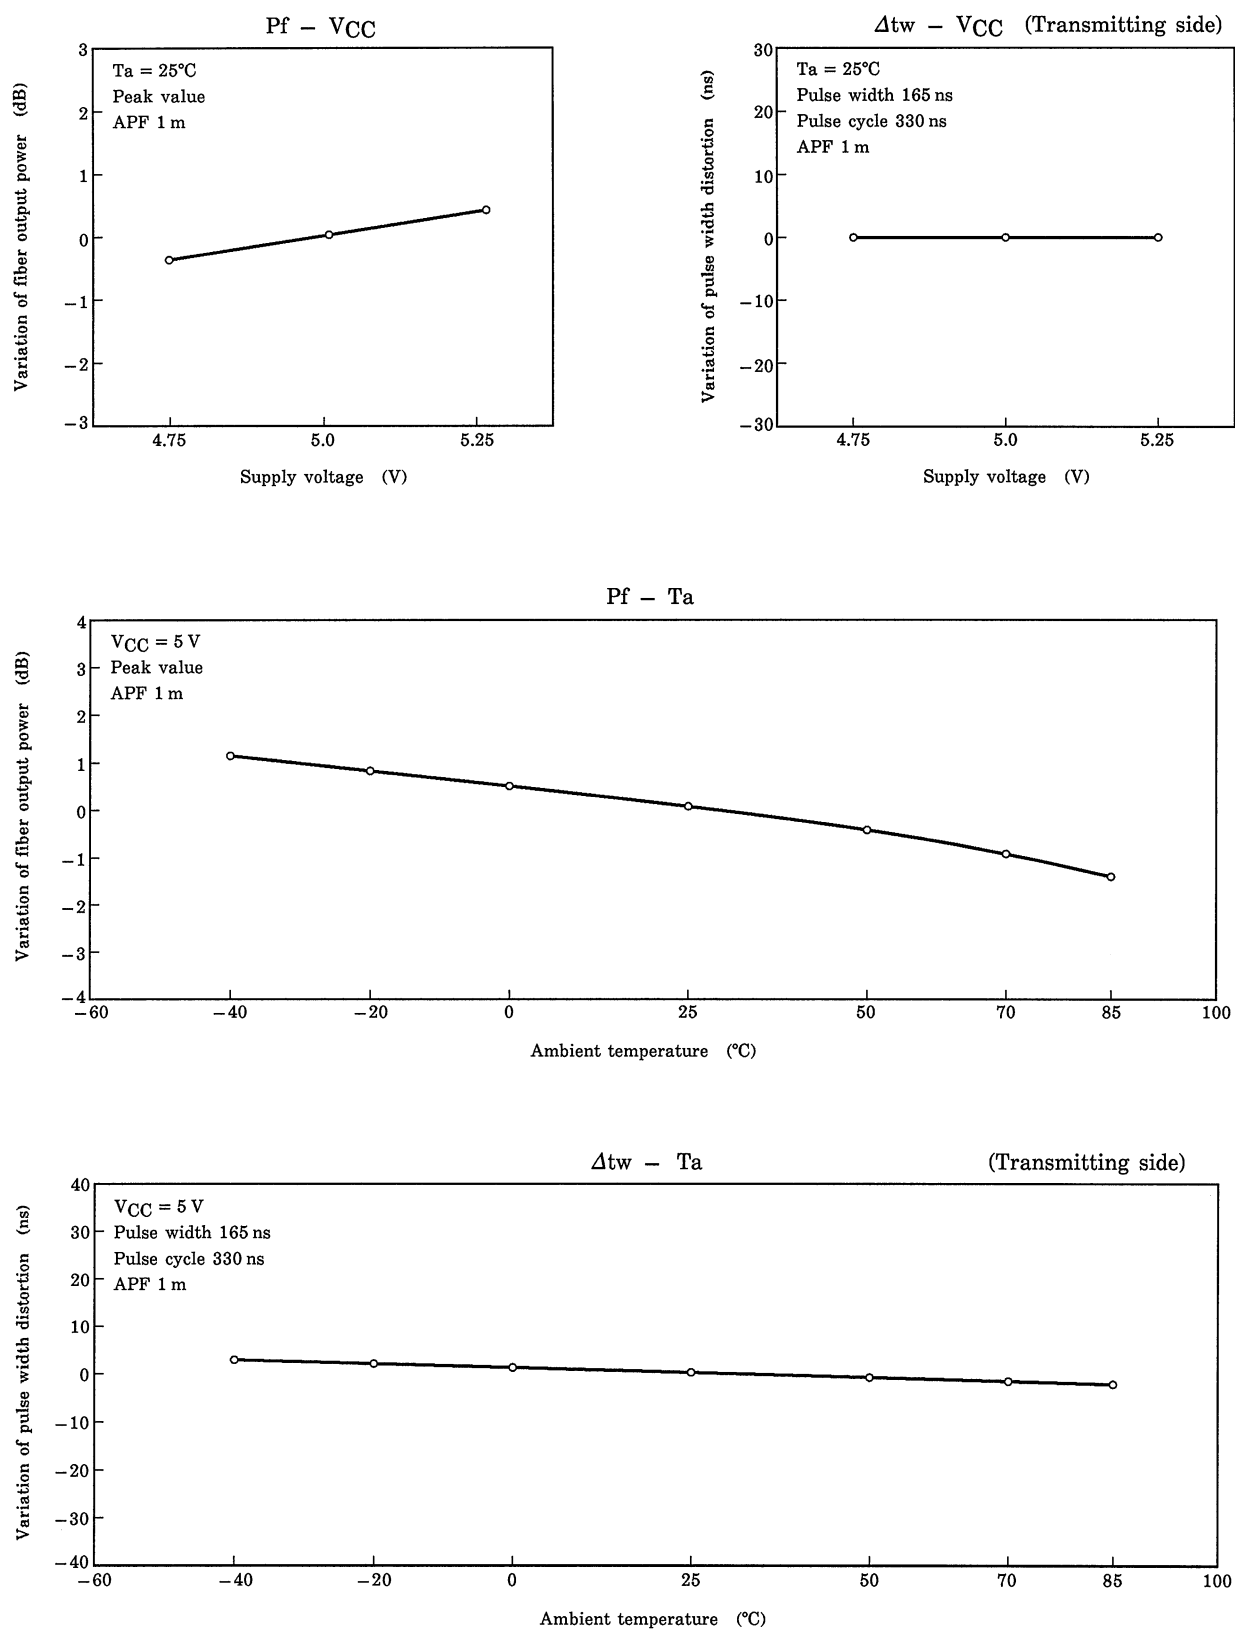 Pf – VCC
Variation of fiber output power (dB)
3
2
1
0
−1
−2
−3
Ta = 25°C
Peak value
APF 1 m
4.75 5.0 5.25
Supply voltage (V)
Δtw – VCC (Transmitting side)
Variation of pulse width distortion (ns)
30
20
10
0
−10
−20
−30
Ta = 25°C
Pulse width 165 ns
Pulse cycle 330 ns
APF 1 m
4.75 5.0 5.25
Supply voltage (V)
Pf – Ta
Variation of fiber output power (dB)
4
3
2
1
0
−1
−2
−3
−4
VCC = 5 V
Peak value
APF 1 m
−60 −40 −20 0 25 50 70 85 100
Ambient temperature (°C)
Δtw – Ta (Transmitting side)
Variation of pulse width distortion (ns)
40
30
20
10
0
−10
−20
−30
−40
VCC = 5 V
Pulse width 165 ns
Pulse cycle 330 ns
APF 1 m
−60 −40 −20 0 25 50 70 85 100
Ambient temperature (°C)